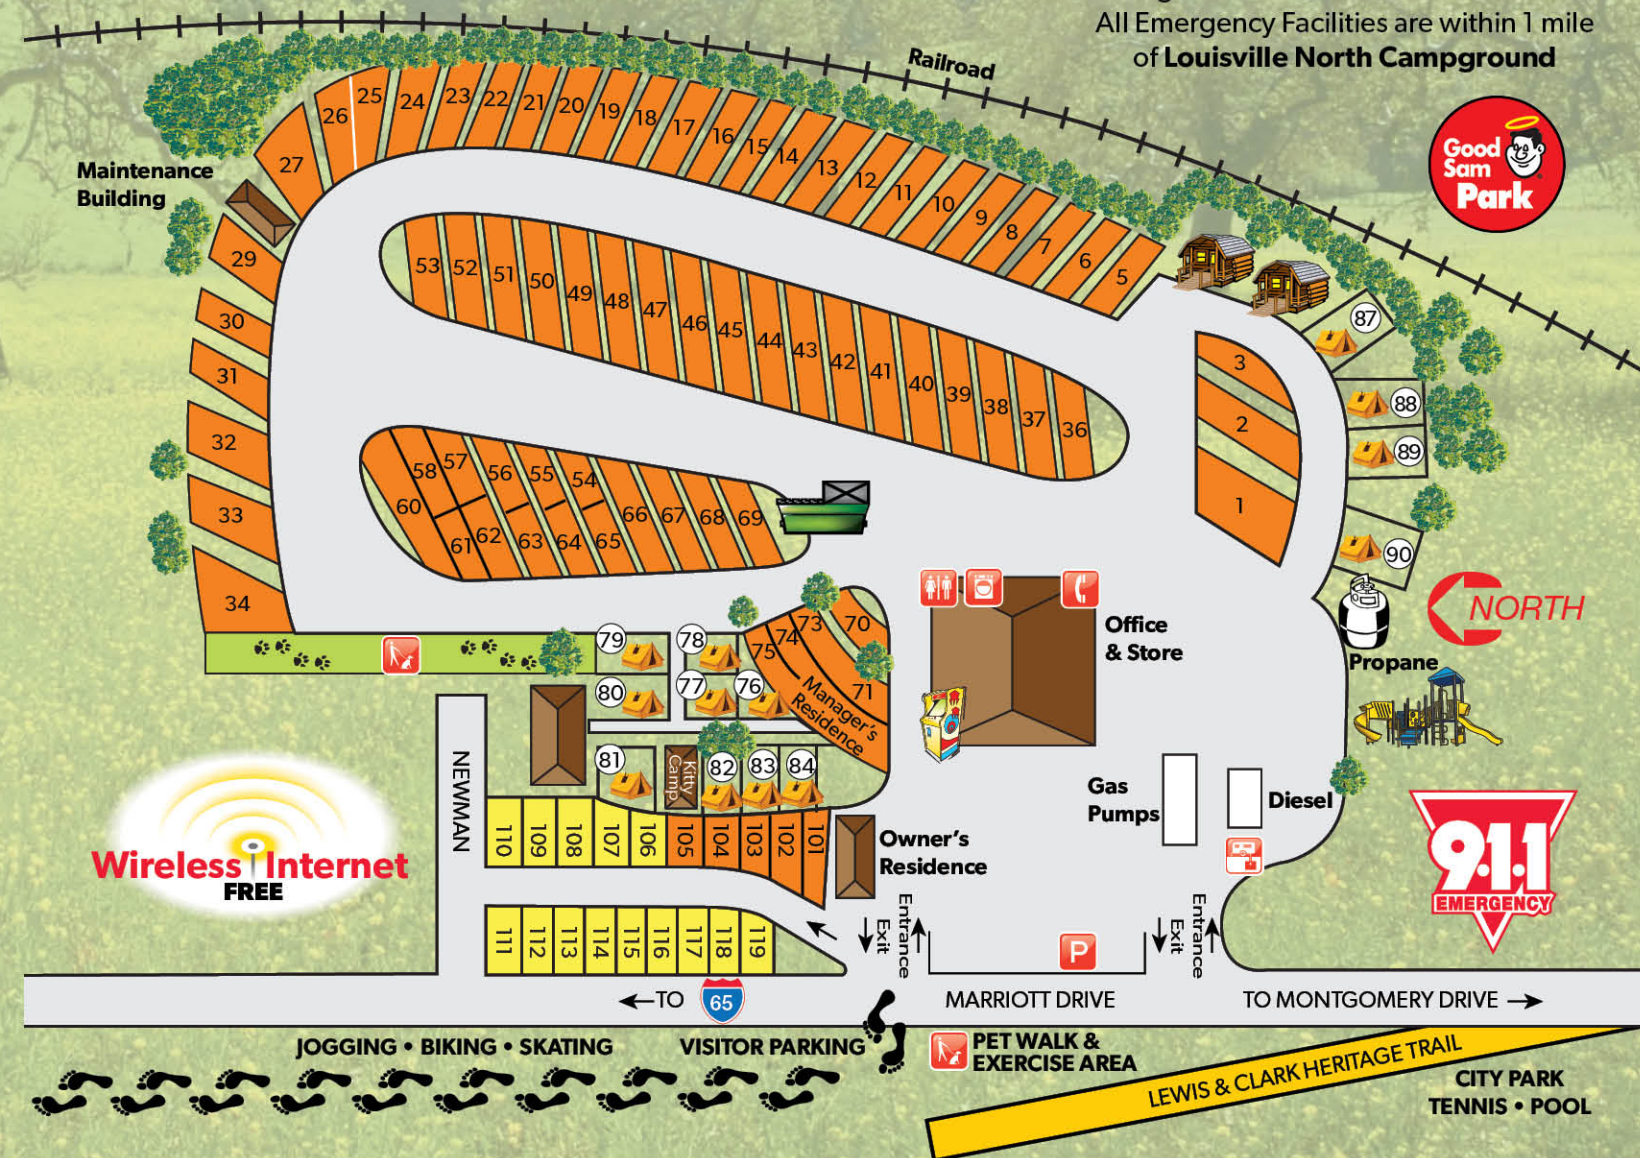 All Emergency Facilities are within 1 mile
of Louisville North Campground
Railroad
Good
Sam
Park
Maintenance
Building
27
26
25
24
23
22
21
20
19
18
17
16
15
14
13
12
11
10
9
8
7
6
5
29
30
31
32
33
34
53
52
51
50
49
48
47
46
45
44
43
42
41
40
39
38
37
36
3
2
1
87
88
89
90
58
57
56
55
54
60
61
62
63
64
65
66
67
68
69
NORTH
Propane
Office
& Store
70
71
73
74
75
Manager's
Residence
79
78
80
77
76
81
Kitty
Camp
82
83
84
NEWMAN
110
109
108
107
106
105
104
103
102
101
Owner's
Residence
Gas
Pumps
Diesel
Wireless Internet
FREE
9-1-1
EMERGENCY
111
112
113
114
115
116
117
118
119
Exit
Entrance
P
Exit
Entrance
TO 65
MARRIOTT DRIVE
TO MONTGOMERY DRIVE
JOGGING • BIKING • SKATING
VISITOR PARKING
PET WALK &
EXERCISE AREA
LEWIS & CLARK HERITAGE TRAIL
CITY PARK
TENNIS • POOL